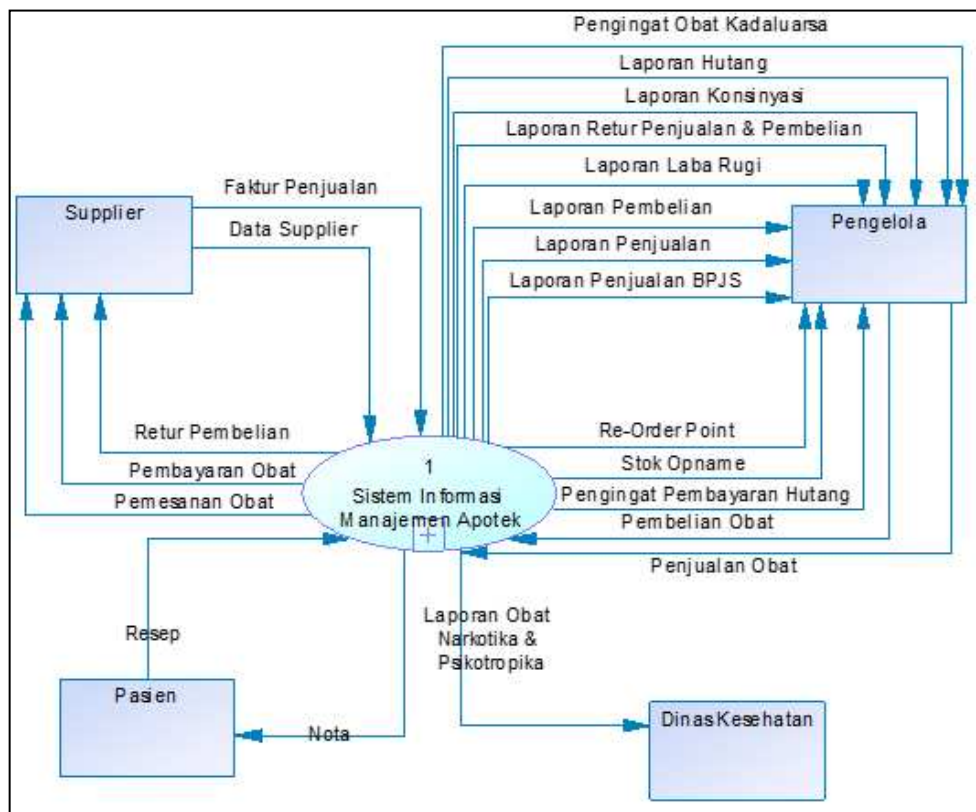 Pengingat Obat Kadaluarsa
Laporan Hutang
Laporan Konsinyasi
Laporan Retur Penjualan & Pembelian
Laporan Laba Rugi
Faktur Penjualan
Supplier
Data Supplier
Laporan Pembelian
Pengelola
Laporan Penjualan
Laporan Penjualan BPJS
Retur Pembelian
Pembayaran Obat
Pemesanan Obat
1
Sistem Informasi
Manajemen Apotek
Re-Order Point
Stok Opname
Pengingat Pembayaran Hutang
Pembelian Obat
Penjualan Obat
Resep
Laporan Obat
Narkotika &
Psikotropika
Pasien
Nota
Dinas Kesehatan